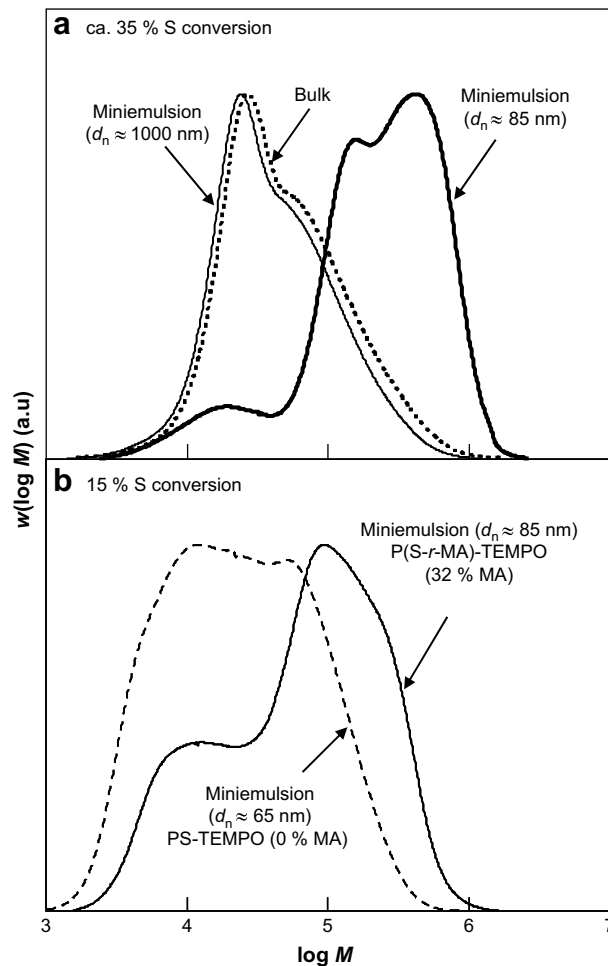 a ca. 35 % S conversion
Bulk
Miniemulsion
(dn ≈ 1000 nm)
Miniemulsion
(dn ≈ 85 nm)
w(log M) (a.u)
b 15 % S conversion
Miniemulsion (dn ≈ 85 nm)
P(S-r-MA)-TEMPO
(32 % MA)
Miniemulsion
(dn ≈ 65 nm)
PS-TEMPO (0 % MA)
3 4 5 6 7
log M